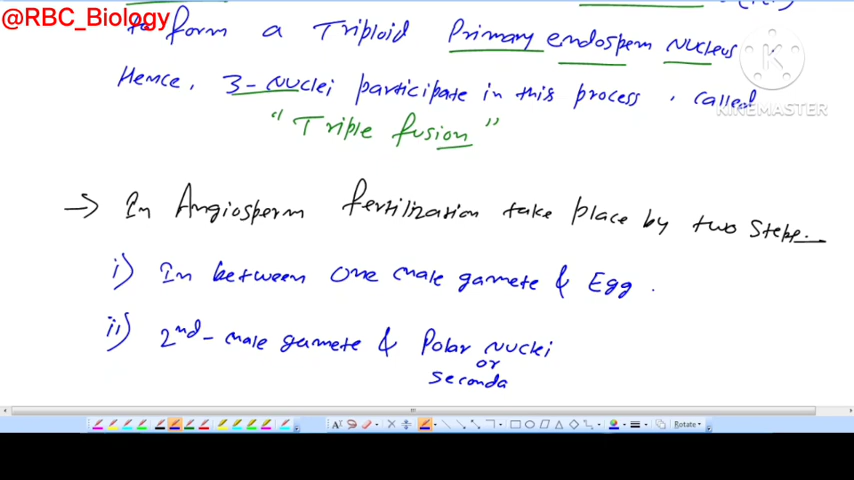 @RBC_Biology
to form a Triploid Primary endosperm nucleus
Hence, 3-nuclei participate in this process, called
KINEMASTER
"Triple fusion"
→ In Angiosperm fertilization take place by two steps.
i) In between one male gamete & Egg.
ii) 2nd-male gamete & Polar nuclei
or
seconda
Rotate